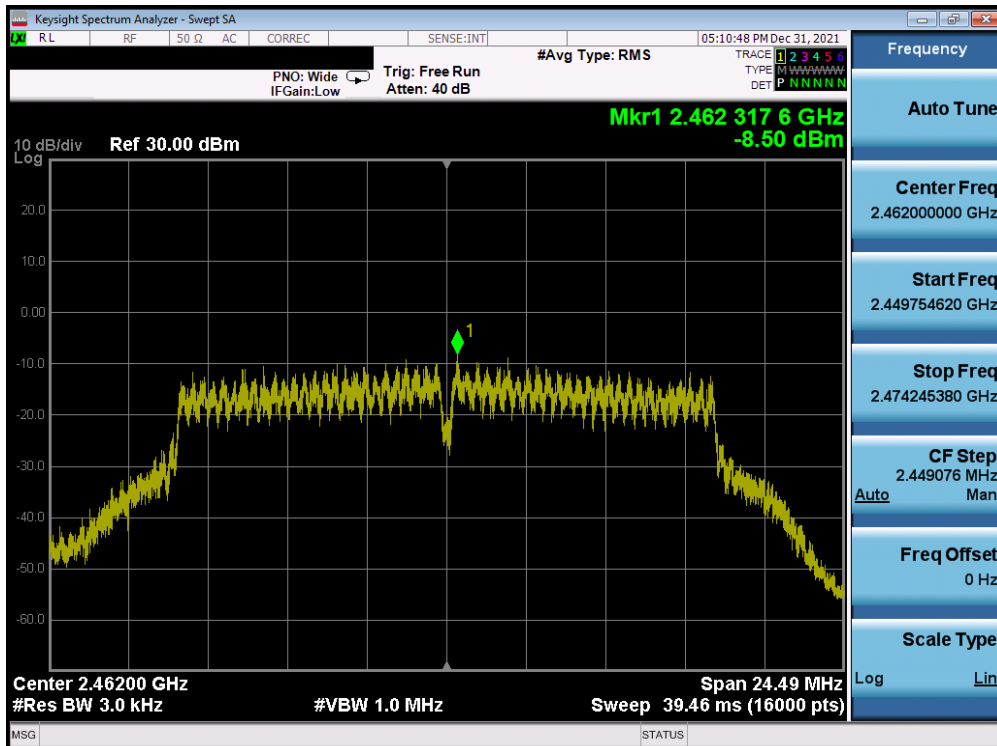 Keysight Spectrum Analyzer - Swept SA
LXI RL RF 50 Ω AC CORREC SENSE:INT 05:10:48 PM Dec 31, 2021
#Avg Type: RMS
TRACE 1 2 3 4 5 6
TYPE M WWWWW
DET P N N N N N
PNO: Wide
IFGain:Low
Trig: Free Run
Atten: 40 dB
Mkr1 2.462 317 6 GHz
-8.50 dBm
10 dB/div Ref 30.00 dBm
Log
20.0
10.0
0.00
-10.0
-20.0
-30.0
-40.0
-50.0
-60.0
1
Center 2.46200 GHz Span 24.49 MHz
#Res BW 3.0 kHz #VBW 1.0 MHz Sweep 39.46 ms (16000 pts)
MSG STATUS
Frequency
Auto Tune
Center Freq
2.462000000 GHz
Start Freq
2.449754620 GHz
Stop Freq
2.474245380 GHz
CF Step
2.449076 MHz
Auto Man
Freq Offset
0 Hz
Scale Type
Log Lin